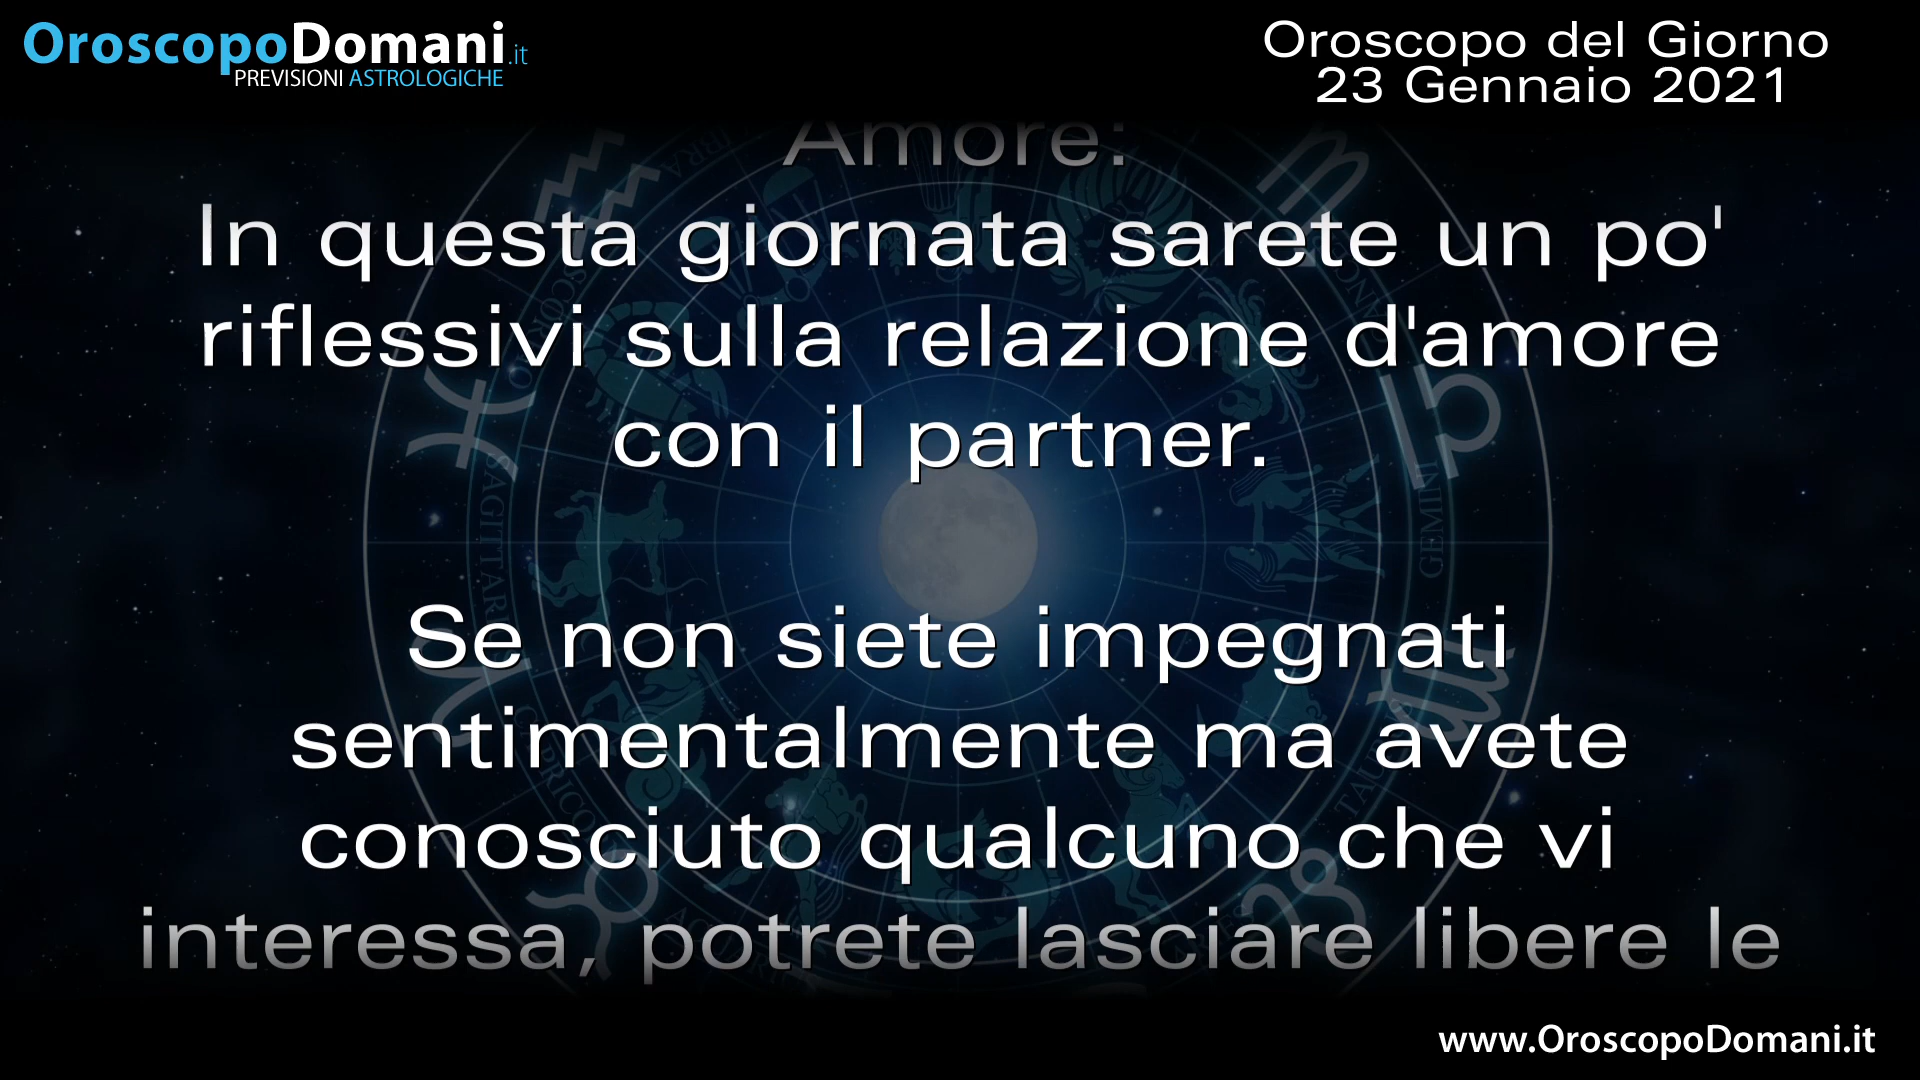 OroscopoDomani.it
PREVISIONI ASTROLOGICHE
Oroscopo del Giorno
23 Gennaio 2021
Amore:
In questa giornata sarete un po'
riflessivi sulla relazione d'amore
con il partner.
Se non siete impegnati
sentimentalmente ma avete
conosciuto qualcuno che vi
interessa, potrete lasciare libere le
SAGITTARIUS
GEMINI
www.OroscopoDomani.it